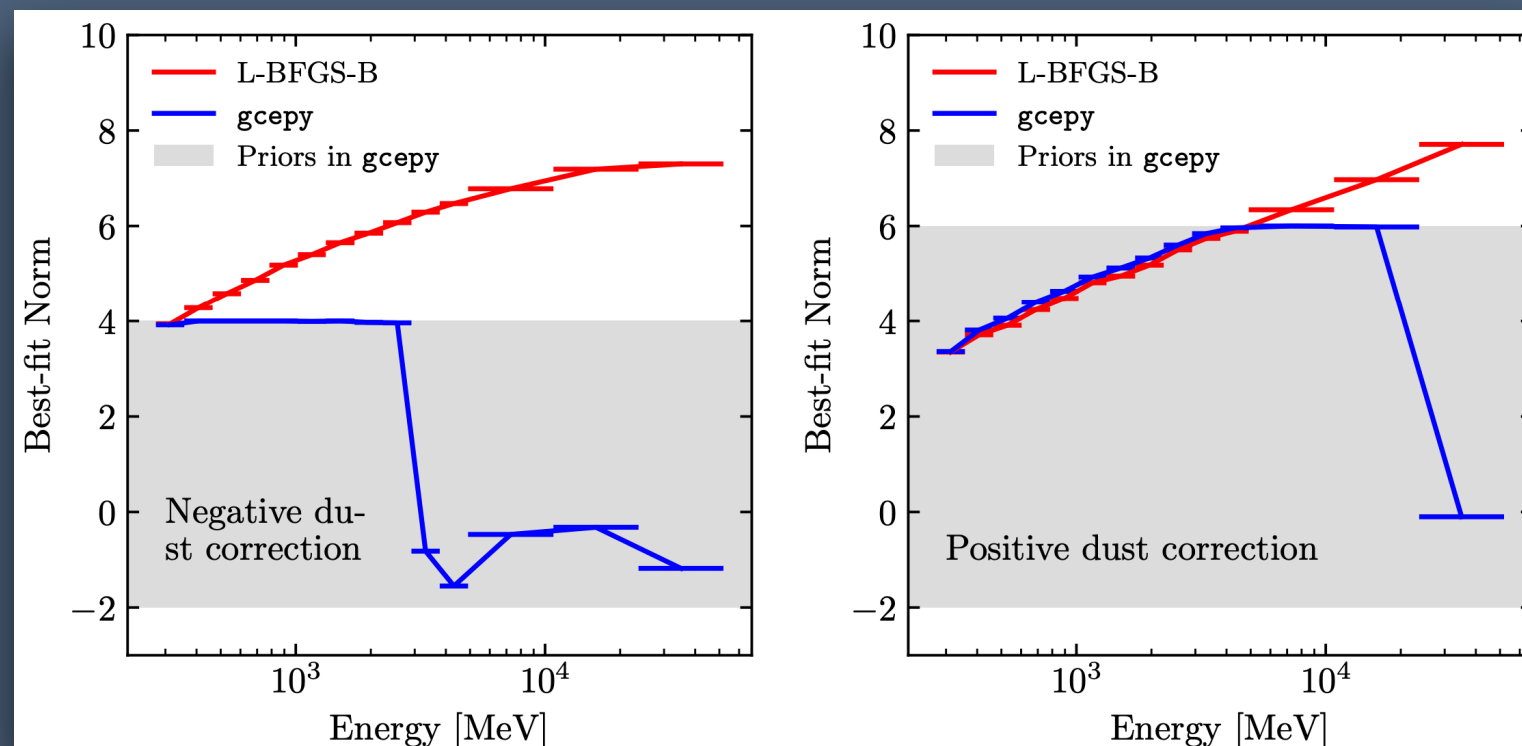 10
8
6
4
2
0
−2
Best-fit Norm
L-BFGS-B
gcepy
Priors in gcepy
Negative du-
st correction
10³
10⁴
Energy [MeV]
10
8
6
4
2
0
−2
Best-fit Norm
L-BFGS-B
gcepy
Priors in gcepy
Positive dust correction
10³
10⁴
Energy [MeV]